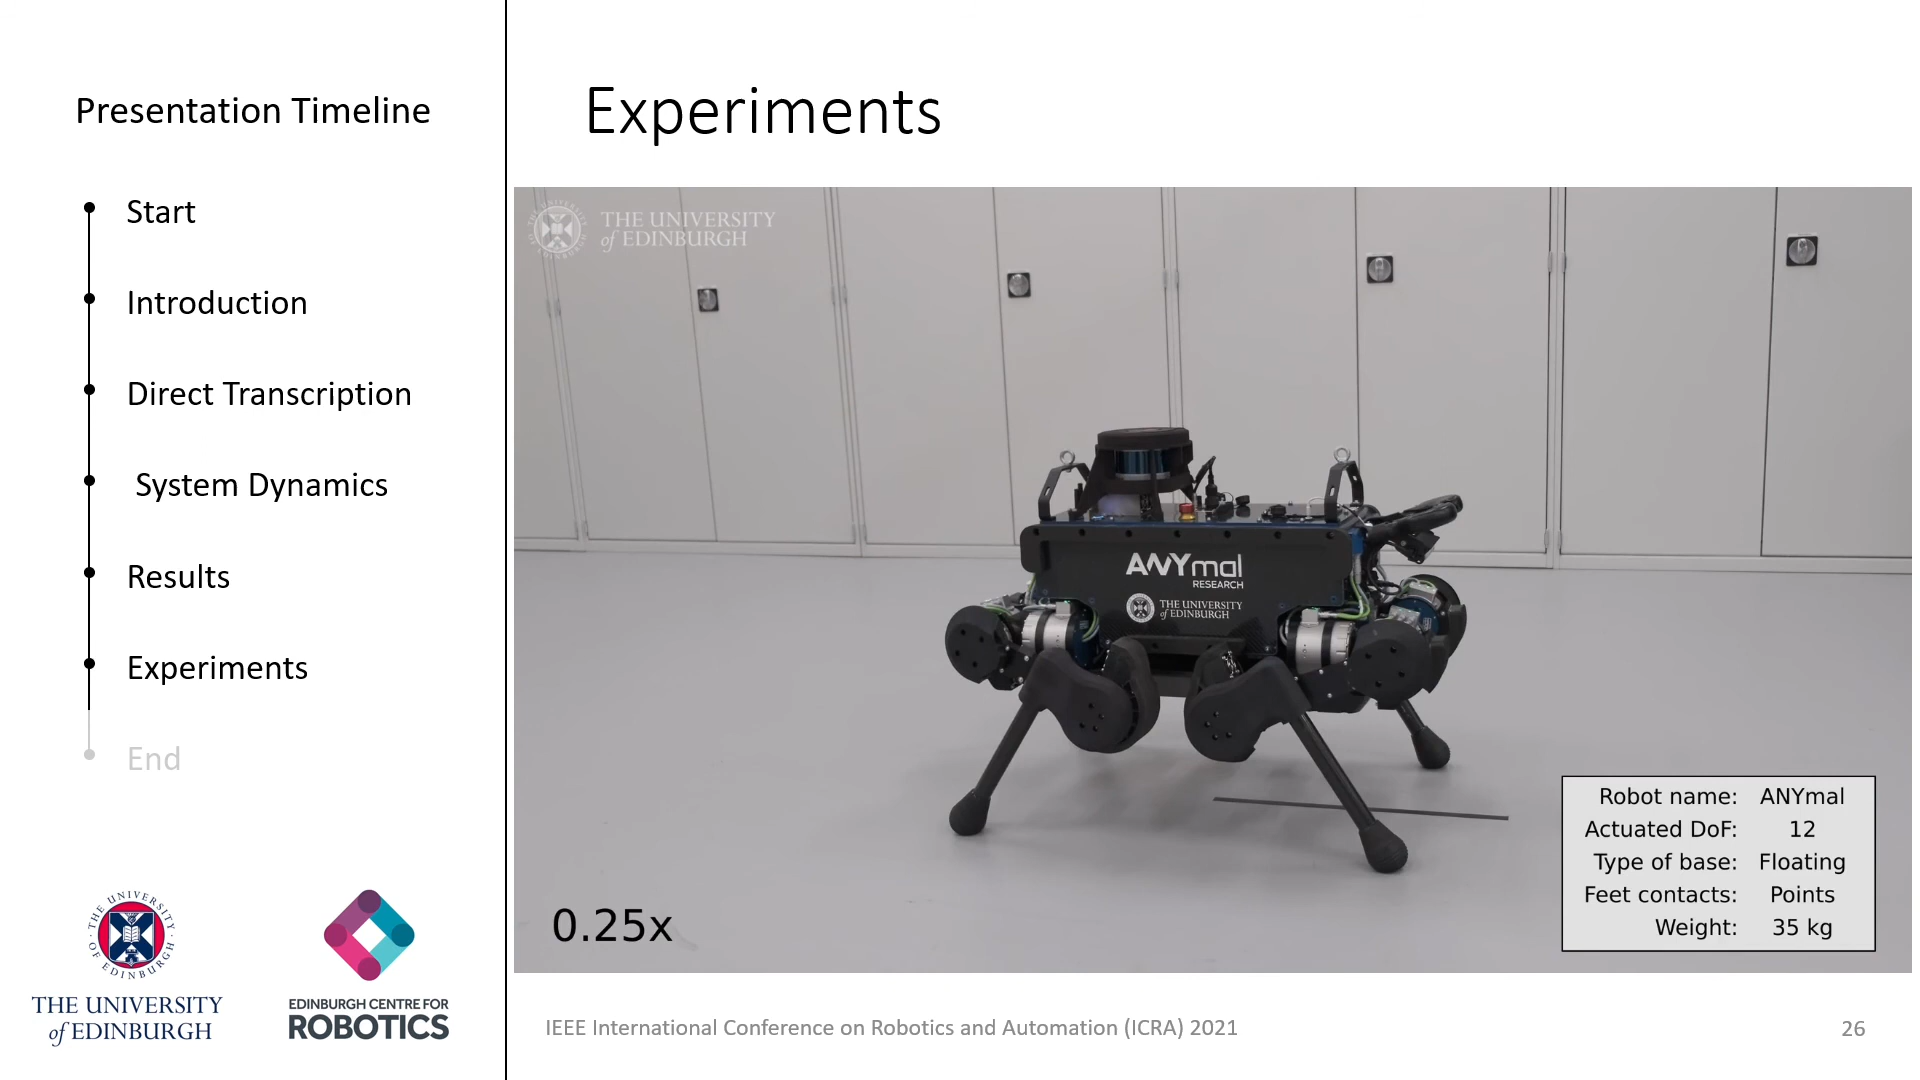 Presentation Timeline
Start
Introduction
Direct Transcription
System Dynamics
Results
Experiments
End
THE UNIVERSITY
of EDINBURGH
EDINBURGH CENTRE FOR
ROBOTICS
Experiments
THE UNIVERSITY
of EDINBURGH
ANYmal
RESEARCH
THE UNIVERSITY
of EDINBURGH
0.25x
Robot name: ANYmal
Actuated DoF: 12
Type of base: Floating
Feet contacts: Points
Weight: 35 kg
IEEE International Conference on Robotics and Automation (ICRA) 2021
26